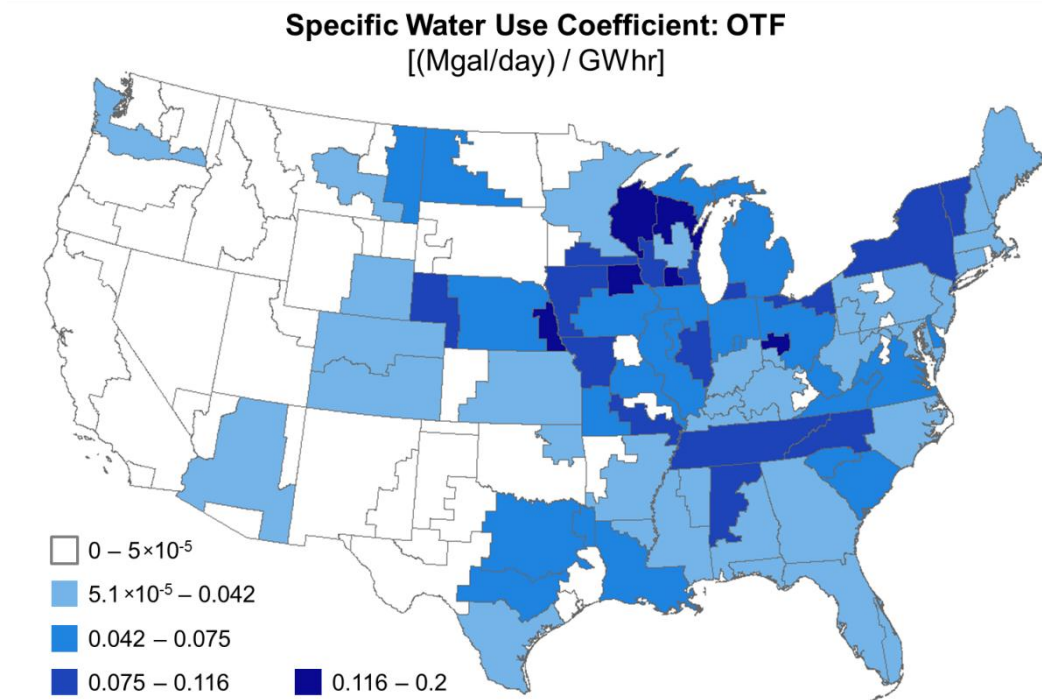 Specific Water Use Coefficient: OTF
[(Mgal/day) / GWhr]
0 – 5×10⁻⁵
5.1 ×10⁻⁵ – 0.042
0.042 – 0.075
0.075 – 0.116
0.116 – 0.2